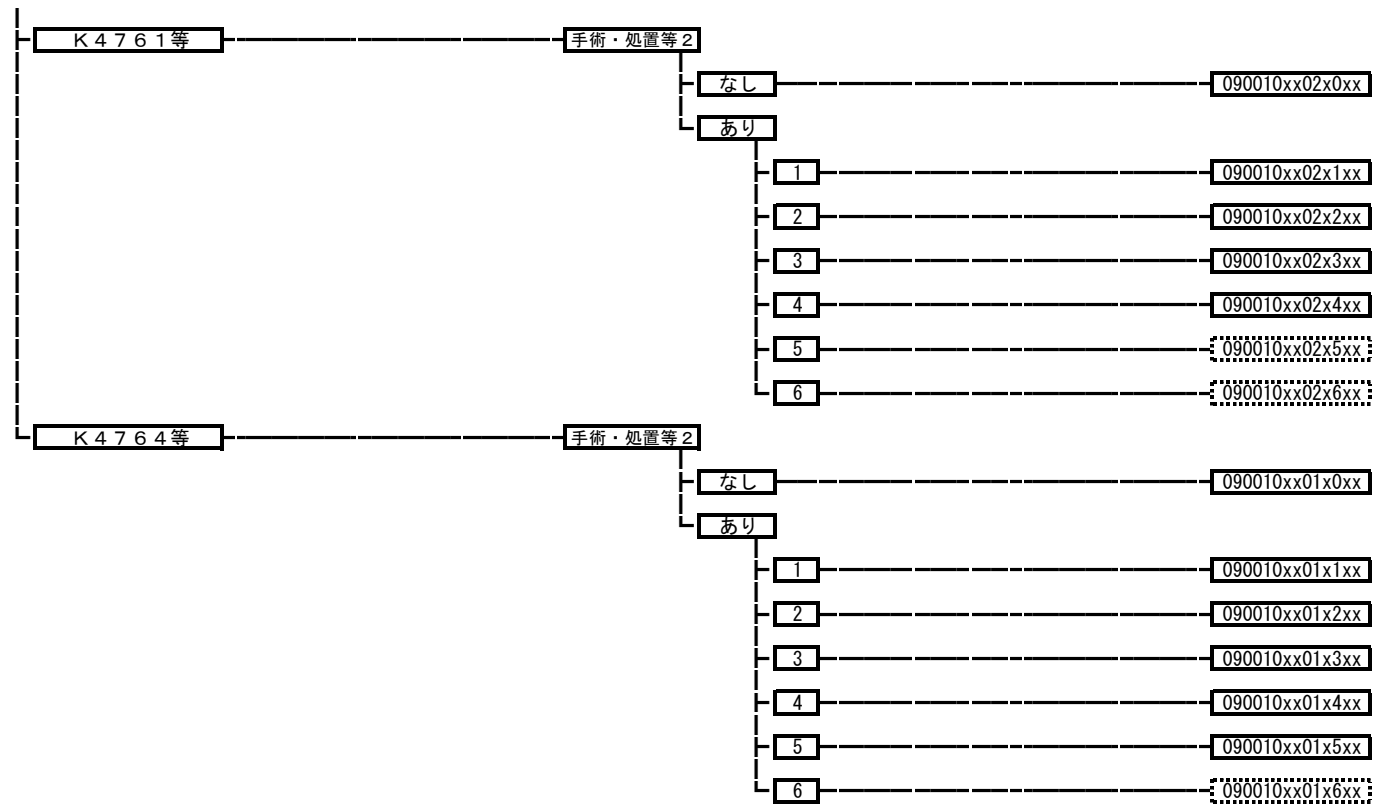 Ｋ４７６１等 手術・処置等２
なし 090010xx02x0xx
あり
1 090010xx02x1xx
2 090010xx02x2xx
3 090010xx02x3xx
4 090010xx02x4xx
5 090010xx02x5xx
6 090010xx02x6xx
Ｋ４７６４等 手術・処置等２
なし 090010xx01x0xx
あり
1 090010xx01x1xx
2 090010xx01x2xx
3 090010xx01x3xx
4 090010xx01x4xx
5 090010xx01x5xx
6 090010xx01x6xx